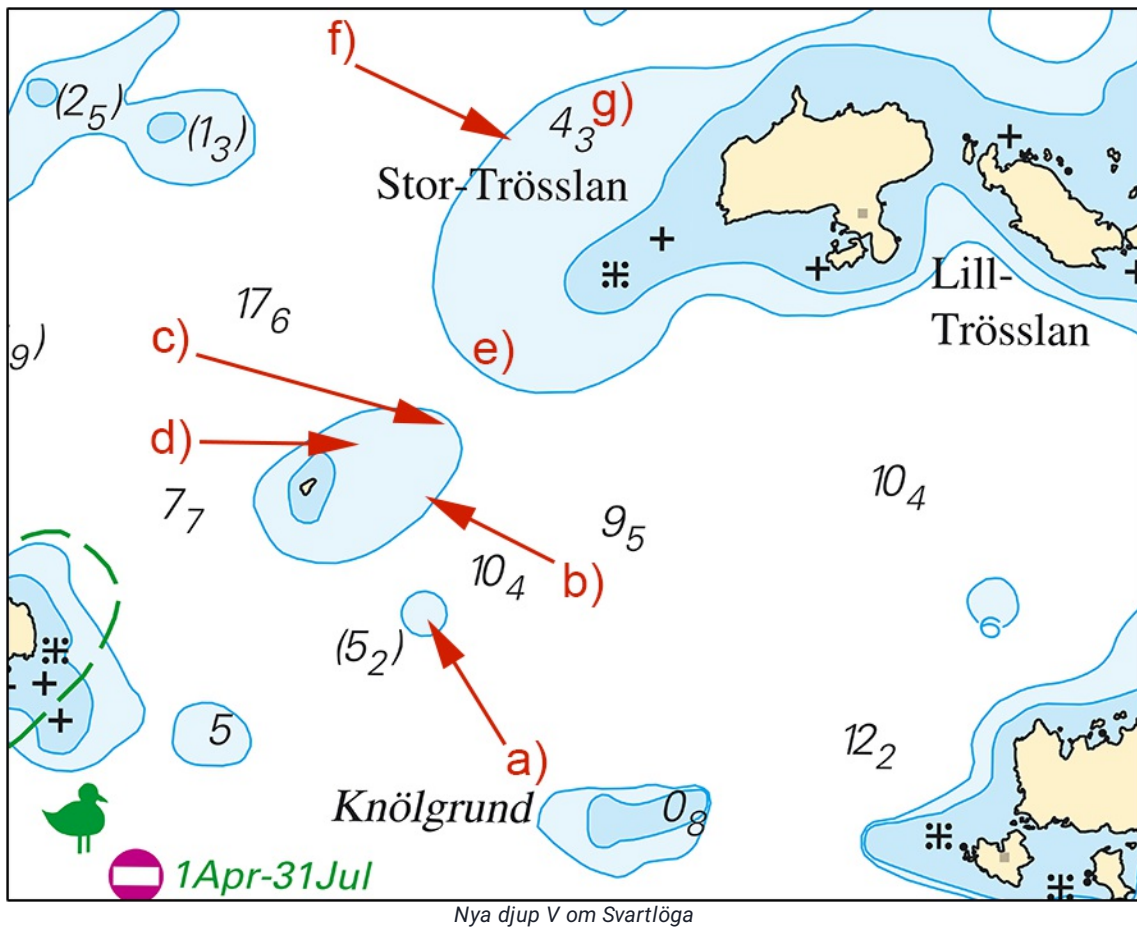 f)
(2₅)
4₃
g)
(1₃)
Stor-Trösslan
Lill-
Trösslan
17₆
9)
c)
e)
d)
10₄
7₇
9₅
10₄
b)
(5₂)
5
a)
12₂
Knölgrund
0₈
1Apr-31Jul
Nya djup V om Svartlöga